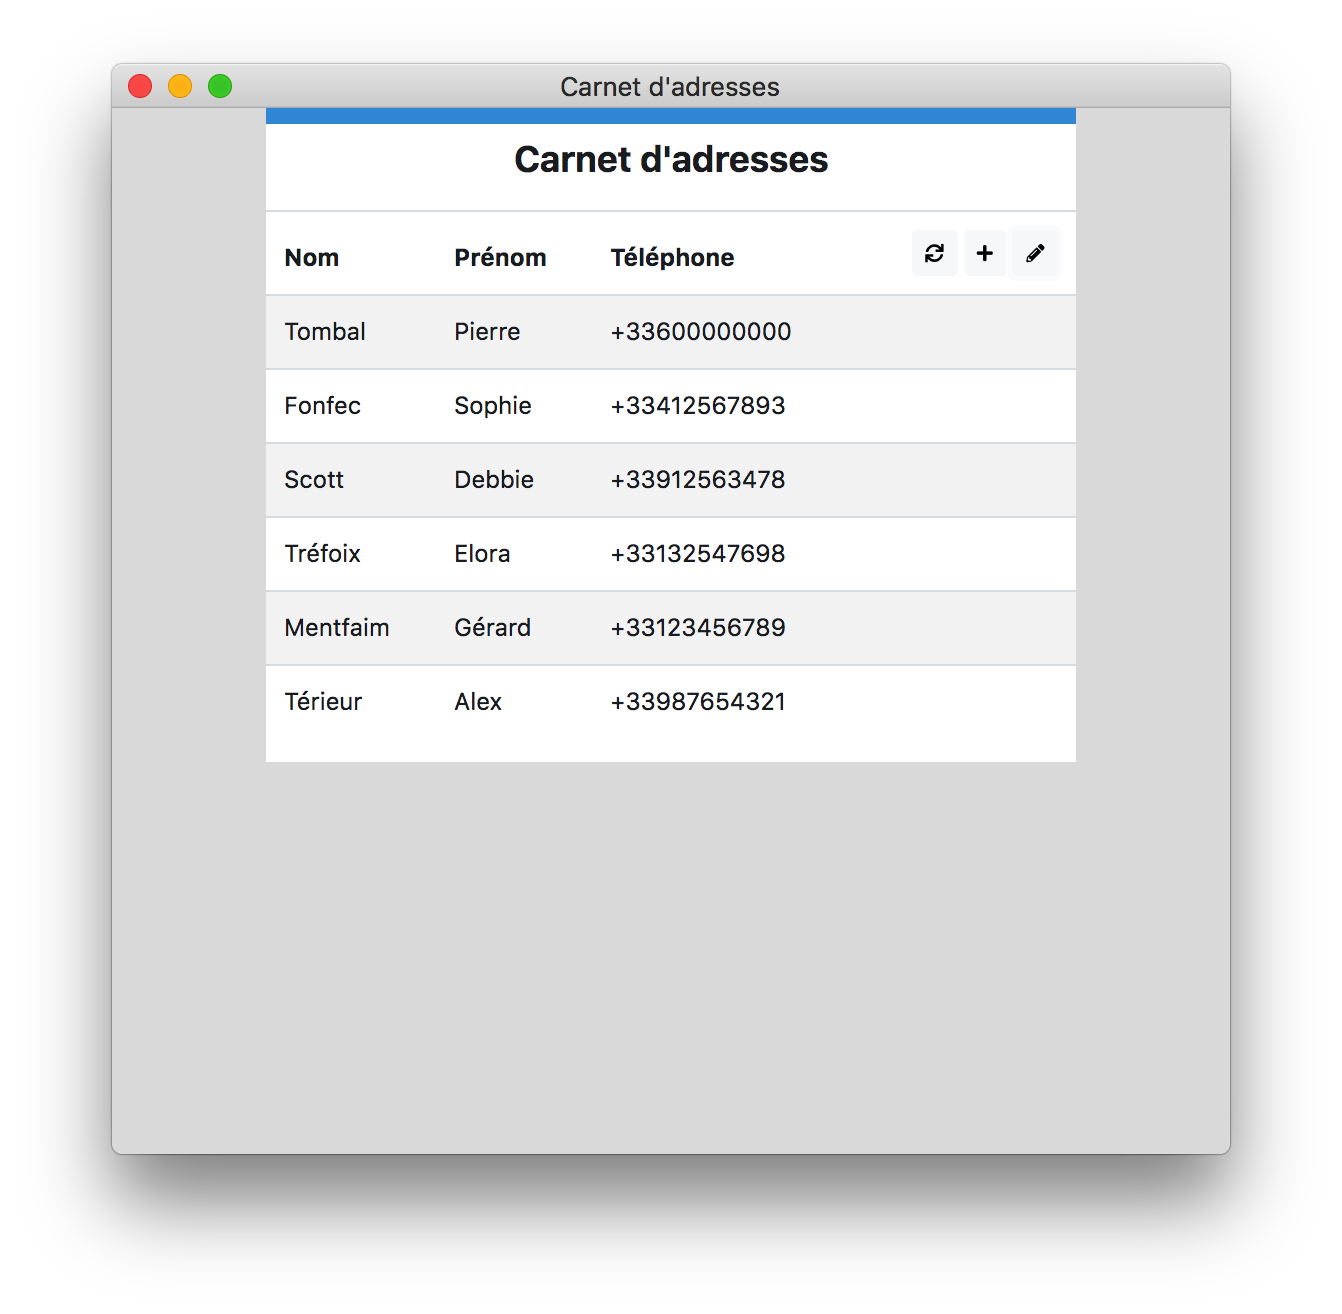 Carnet d'adresses
Carnet d'adresses
Nom Prénom Téléphone
Tombal Pierre +33600000000
Fonfec Sophie +33412567893
Scott Debbie +33912563478
Tréfoix Elora +33132547698
Mentfaim Gérard +33123456789
Térieur Alex +33987654321